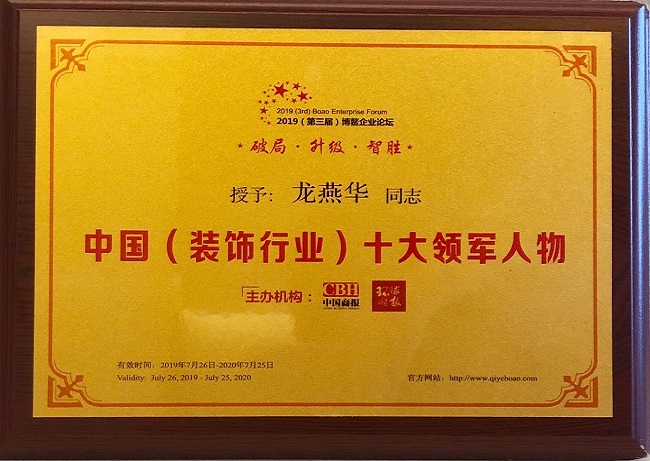 2019 (3rd) Boao Enterprise Forum
2019（第三届）博鳌企业论坛
破局·升级·智胜
授予：龙燕华 同志
中国（装饰行业）十大领军人物
主办机构： CBH 中国商报 环球时报
有效时间：2019年7月26日-2020年7月25日
Validity: July 26, 2019 - July 25, 2020
官方网站：http://www.qiyeboao.com